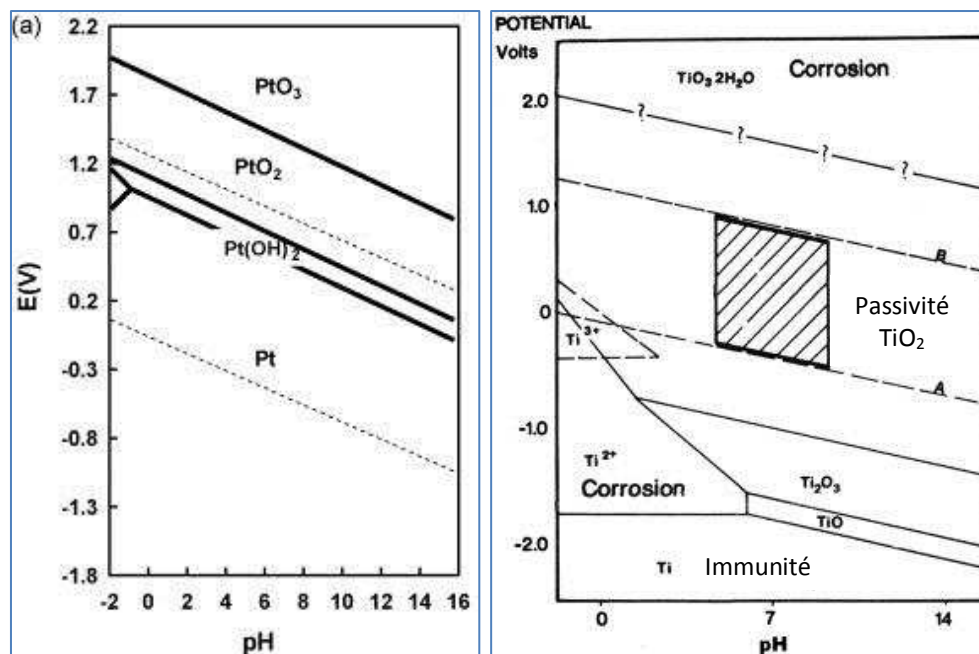 (a)
2.2
1.7
1.2
0.7
0.2
-0.3
-0.8
-1.3
-1.8
E(V)
PtO3
PtO2
Pt(OH)2
Pt
-2 0 2 4 6 8 10 12 14 16
pH
POTENTIAL
Volts
2.0
1.0
0
-1.0
-2.0
TiO3 2H2O
Corrosion
? ? ? ?
B
Passivité
TiO2
Ti3+
A
Ti2+
Corrosion
Ti2O3
TiO
Ti Immunité
0 7 14
pH